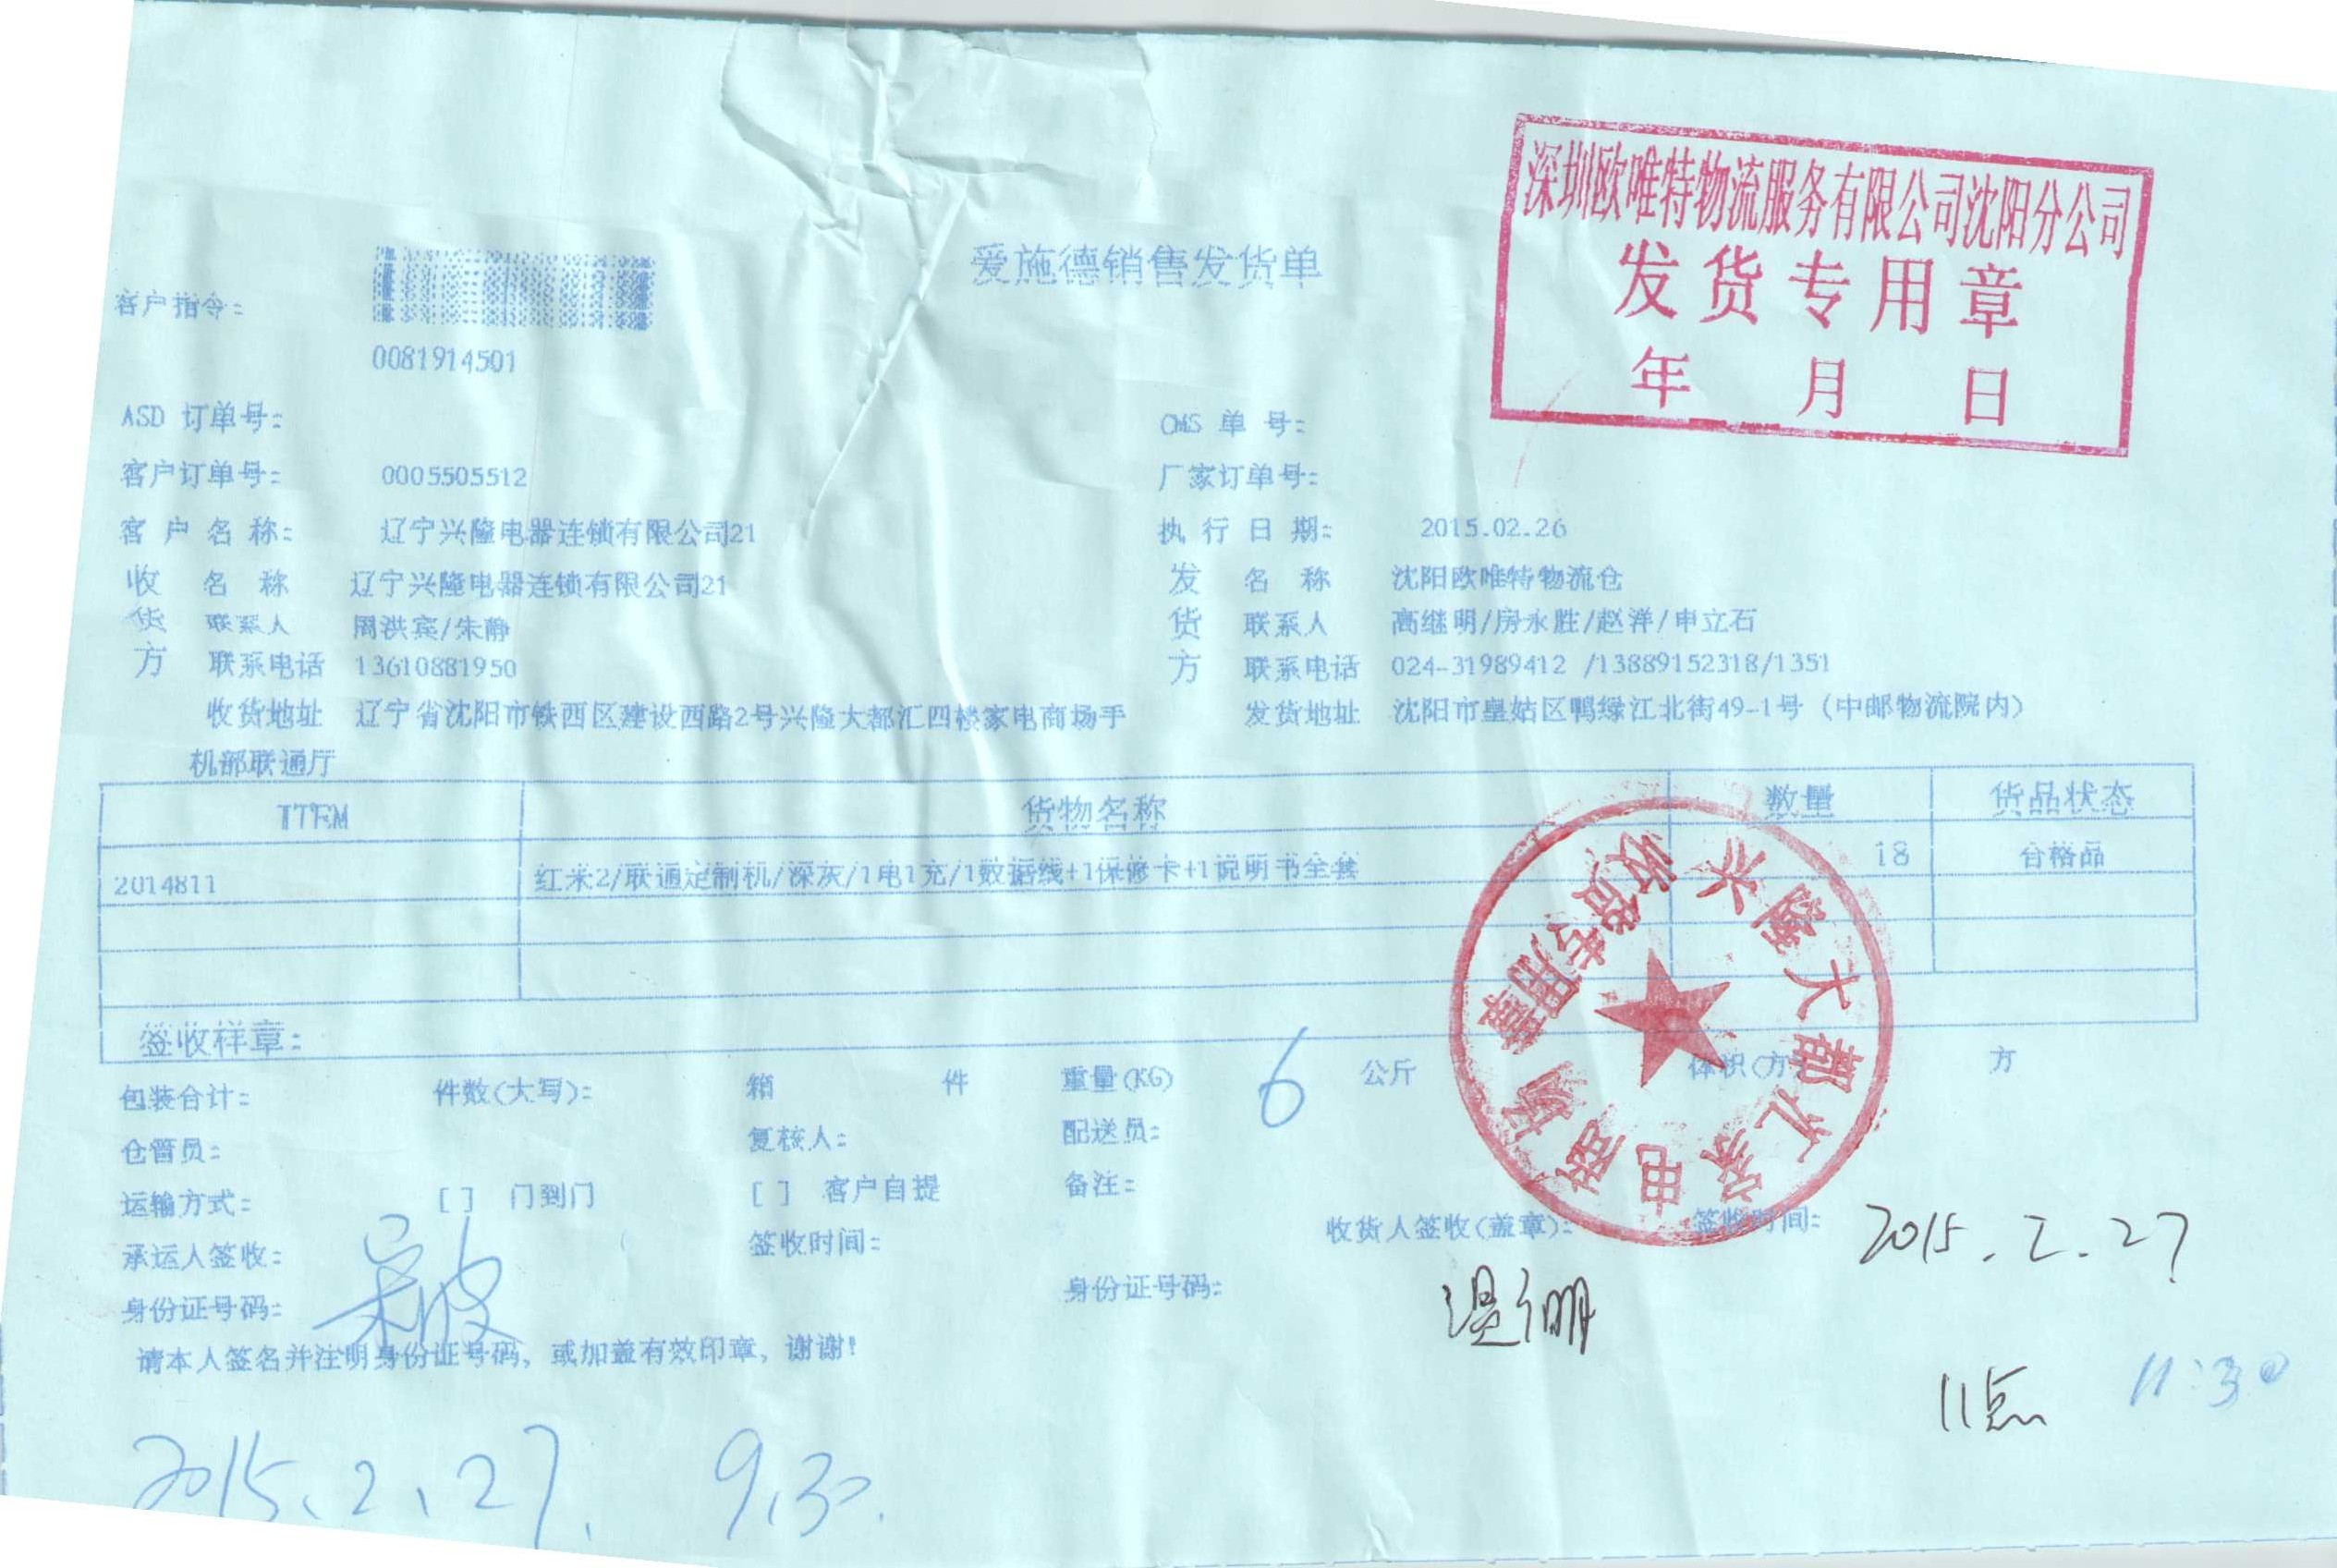 深圳欧唯特物流服务有限公司沈阳分公司
发货专用章
年 月 日
爱施德销售发货单
客户指令:
0081914501
ASD 订单号: OMS 单 号:
客户订单号: 0005505512 厂家订单号:
客 户 名 称: 辽宁兴隆电器连锁有限公司21 执 行 日 期: 2015.02.26
收 名 称 辽宁兴隆电器连锁有限公司21 发 名 称 沈阳欧唯特物流仓
货 联系人 周洪宾/朱静 货 联系人 高继明/房永胜/赵洋/申立石
方 联系电话 13610881950 方 联系电话 024-31989412 /13889152318/1351
收货地址 辽宁省沈阳市铁西区建设西路2号兴隆大都汇四楼家电商场手 发货地址 沈阳市皇姑区鸭绿江北街49-1号（中邮物流院内）
机部联通厅
ITEM 货物名称 数量 货品状态
2014811 红米2/联通定制机/深灰/1电1充/1数据线+1保修卡+1说明书全套 18 合格品
兴隆大都汇家电商场
收货专用章
签收样章:
包装合计: 件数(大写): 箱 件 重量(KG) 6 公斤 体积(方): 方
仓管员: 复核人: 配送员:
运输方式: [ ] 门到门 [ ] 客户自提 备注:
承运人签收: 吴波 签收时间: 收货人签收(盖章): 签收时间: 2015.2.27
身份证号码: 身份证号码:
请本人签名并注明身份证号码, 或加盖有效印章, 谢谢!
11点 11:30
2015.2.27. 9.30.